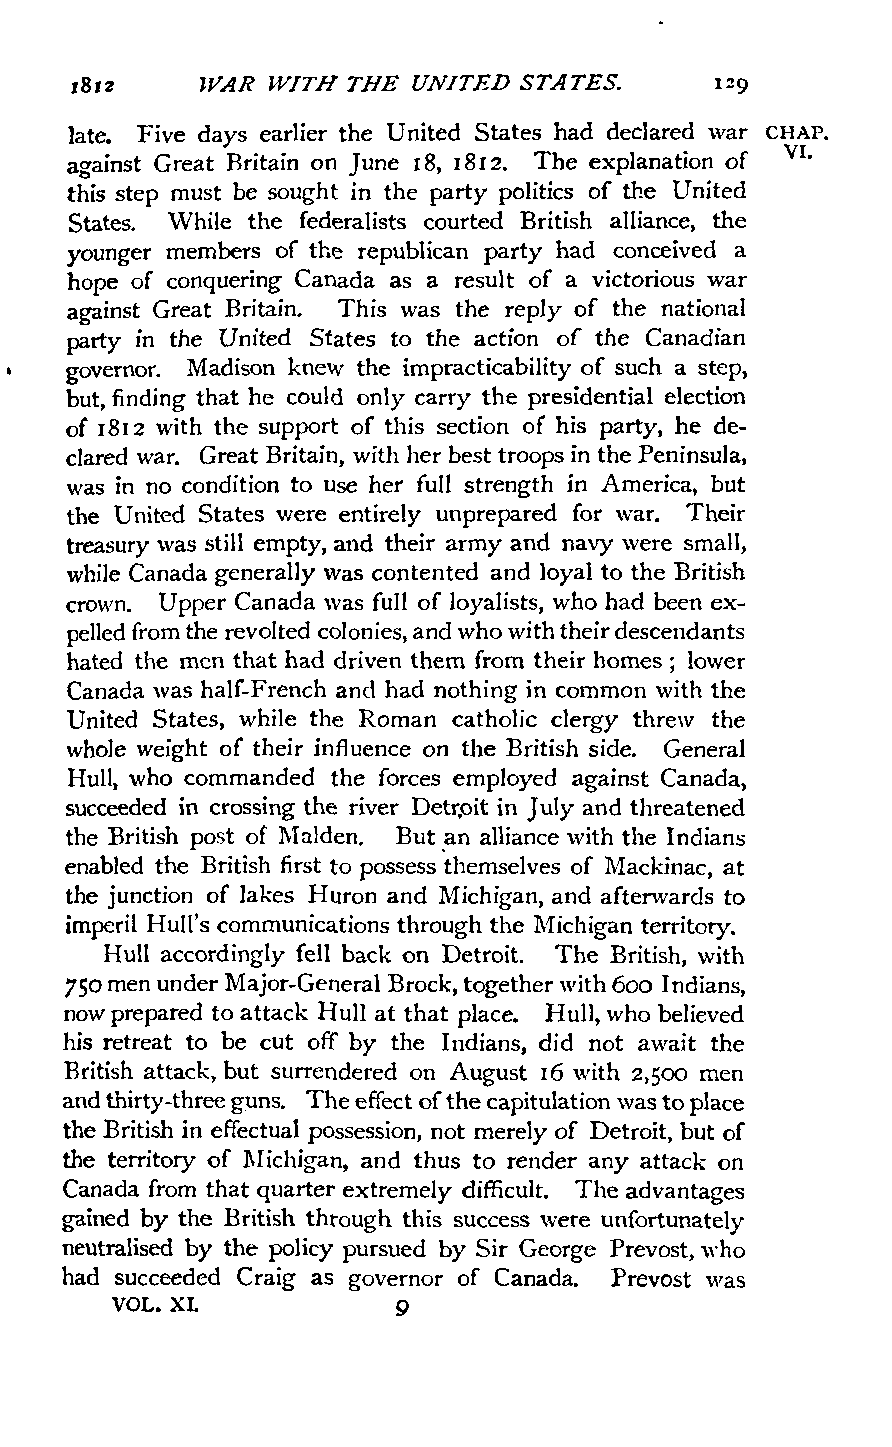 1812 WAR WITH THE UNITED STATES. 129
late. Five days earlier the United States had declared war CHAP.
against Great Britain on June 18, 1812. The explanation of VI.
this step must be sought in the party politics of the United
States. While the federalists courted British alliance, the
younger members of the republican party had conceived a
hope of conquering Canada as a result of a victorious war
against Great Britain. This was the reply of the national
party in the United States to the action of the Canadian
governor. Madison knew the impracticability of such a step,
but, finding that he could only carry the presidential election
of 1812 with the support of this section of his party, he de-
clared war. Great Britain, with her best troops in the Peninsula,
was in no condition to use her full strength in America, but
the United States were entirely unprepared for war. Their
treasury was still empty, and their army and navy were small,
while Canada generally was contented and loyal to the British
crown. Upper Canada was full of loyalists, who had been ex-
pelled from the revolted colonies, and who with their descendants
hated the men that had driven them from their homes; lower
Canada was half-French and had nothing in common with the
United States, while the Roman catholic clergy threw the
whole weight of their influence on the British side. General
Hull, who commanded the forces employed against Canada,
succeeded in crossing the river Detroit in July and threatened
the British post of Malden. But an alliance with the Indians
enabled the British first to possess themselves of Mackinac, at
the junction of lakes Huron and Michigan, and afterwards to
imperil Hull's communications through the Michigan territory.
Hull accordingly fell back on Detroit. The British, with
750 men under Major-General Brock, together with 600 Indians,
now prepared to attack Hull at that place. Hull, who believed
his retreat to be cut off by the Indians, did not await the
British attack, but surrendered on August 16 with 2,500 men
and thirty-three guns. The effect of the capitulation was to place
the British in effectual possession, not merely of Detroit, but of
the territory of Michigan, and thus to render any attack on
Canada from that quarter extremely difficult. The advantages
gained by the British through this success were unfortunately
neutralised by the policy pursued by Sir George Prevost, who
had succeeded Craig as governor of Canada. Prevost was
VOL. XI. 9